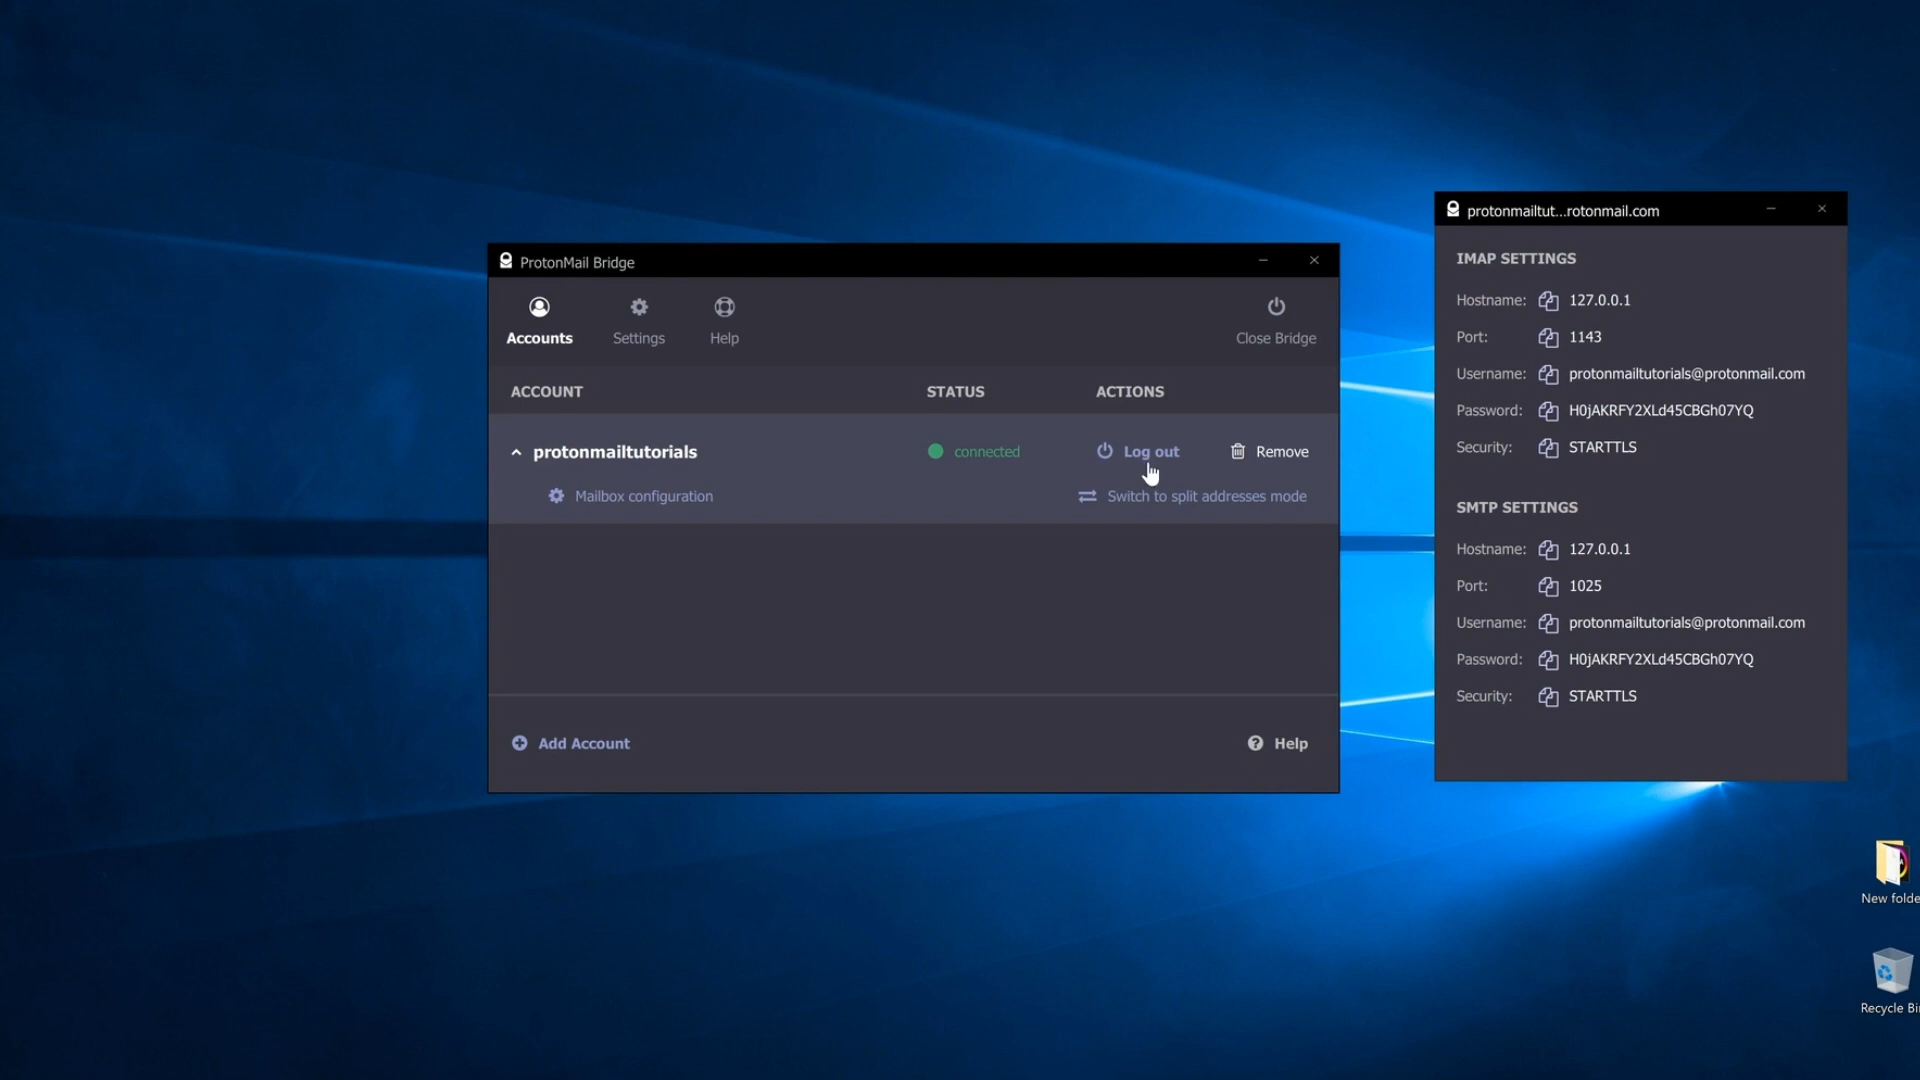 ProtonMail Bridge
Accounts
Settings
Help
Close Bridge
ACCOUNT
STATUS
ACTIONS
protonmailtutorials
connected
Log out
Remove
Mailbox configuration
Switch to split addresses mode
Add Account
Help
protonmailtut...rotonmail.com
IMAP SETTINGS
Hostname: 127.0.0.1
Port: 1143
Username: protonmailtutorials@protonmail.com
Password: H0jAKRFY2XLd45CBGh07YQ
Security: STARTTLS
SMTP SETTINGS
Hostname: 127.0.0.1
Port: 1025
Username: protonmailtutorials@protonmail.com
Password: H0jAKRFY2XLd45CBGh07YQ
Security: STARTTLS
New folde
Recycle Bi